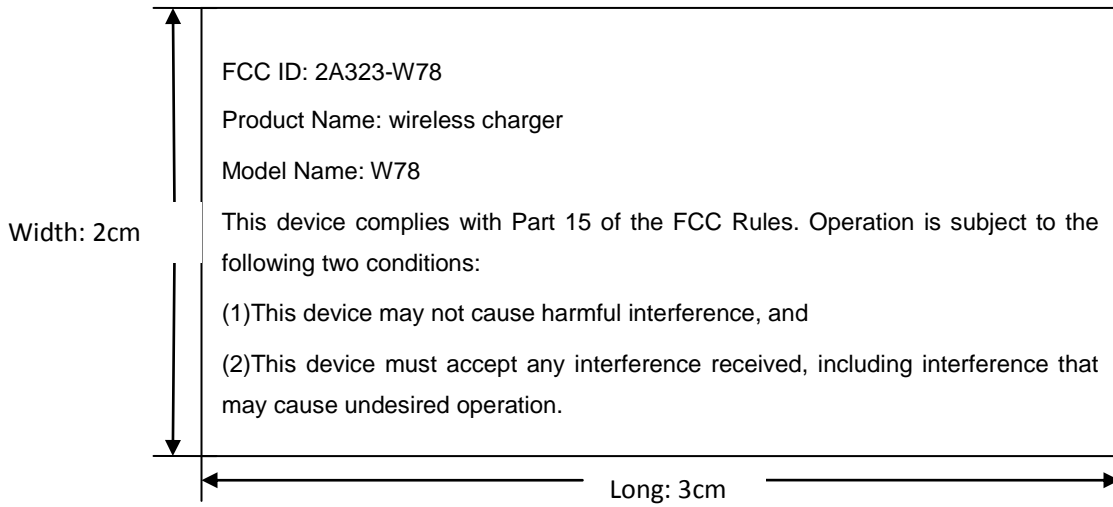 FCC ID: 2A323-W78
Product Name: wireless charger
Model Name: W78
Width: 2cm
This device complies with Part 15 of the FCC Rules. Operation is subject to the
following two conditions:
(1)This device may not cause harmful interference, and
(2)This device must accept any interference received, including interference that
may cause undesired operation.
Long: 3cm